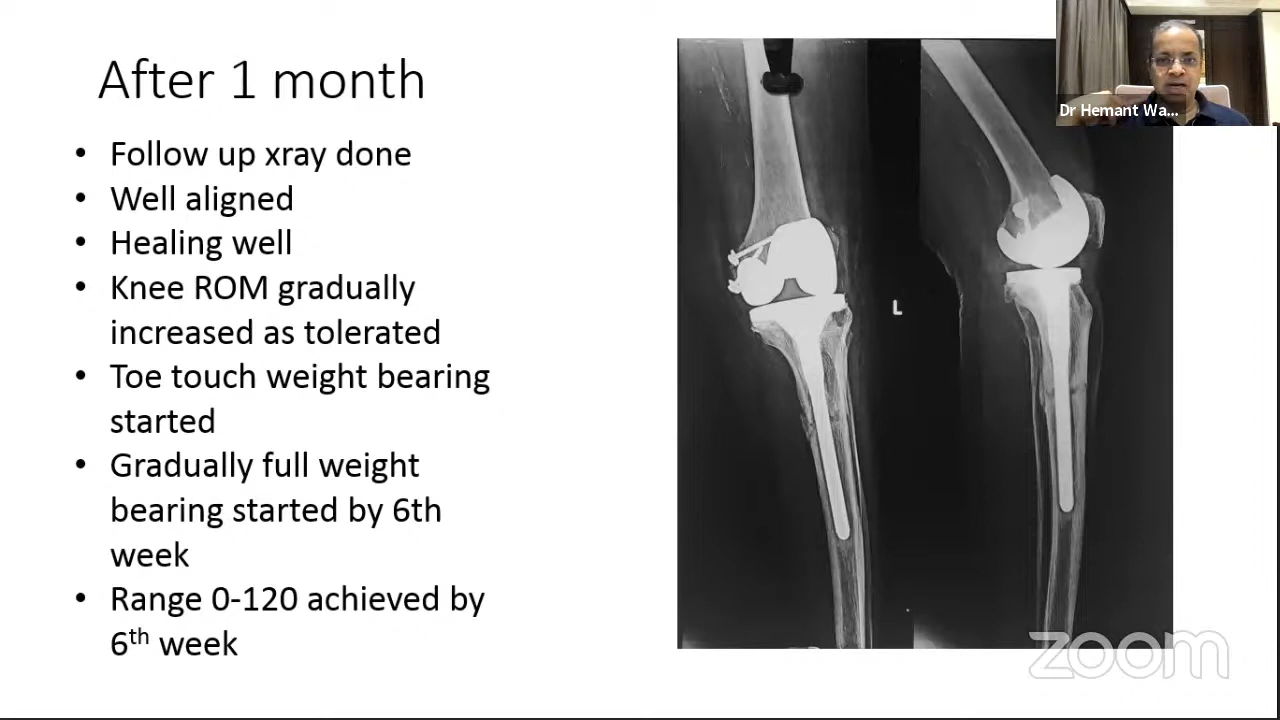 After 1 month
• Follow up xray done
• Well aligned
• Healing well
• Knee ROM gradually
increased as tolerated
• Toe touch weight bearing
started
• Gradually full weight
bearing started by 6th
week
• Range 0-120 achieved by
6th week
L
Dr Hemant Wa...
zoom